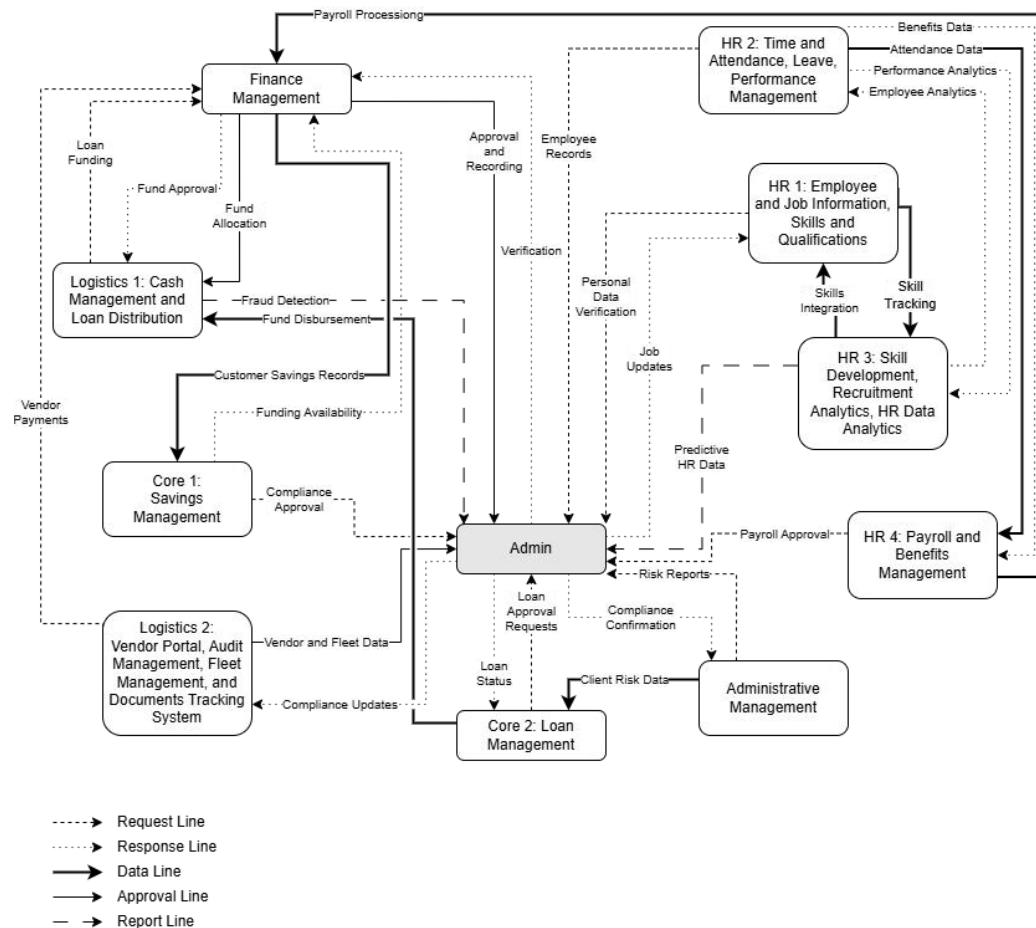 Payroll Processiong
Benefits Data
HR 2: Time and
Attendance, Leave,
Performance
Management
Attendance Data
Performance Analytics
Employee Analytics
Finance
Management
Approval
and
Recording
Employee
Records
Loan
Funding
Fund Approval
Fund
Allocation
HR 1: Employee
and Job Information,
Skills and
Qualifications
Verification
Logistics 1: Cash
Management and
Loan Distribution
Fraud Detection
Fund Disbursement
Personal
Data
Verification
Skills
Integration
Skill
Tracking
Job
Updates
HR 3: Skill
Development,
Recruitment
Analytics, HR Data
Analytics
Customer Savings Records
Vendor
Payments
Funding Availability
Predictive
HR Data
Core 1:
Savings
Management
Compliance
Approval
Admin
Payroll Approval
HR 4: Payroll and
Benefits
Management
Risk Reports
Loan
Approval
Requests
Compliance
Confirmation
Logistics 2:
Vendor Portal, Audit
Management, Fleet
Management, and
Documents Tracking
System
Vendor and Fleet Data
Loan
Status
Client Risk Data
Administrative
Management
Compliance Updates
Core 2: Loan
Management
Request Line
Response Line
Data Line
Approval Line
Report Line